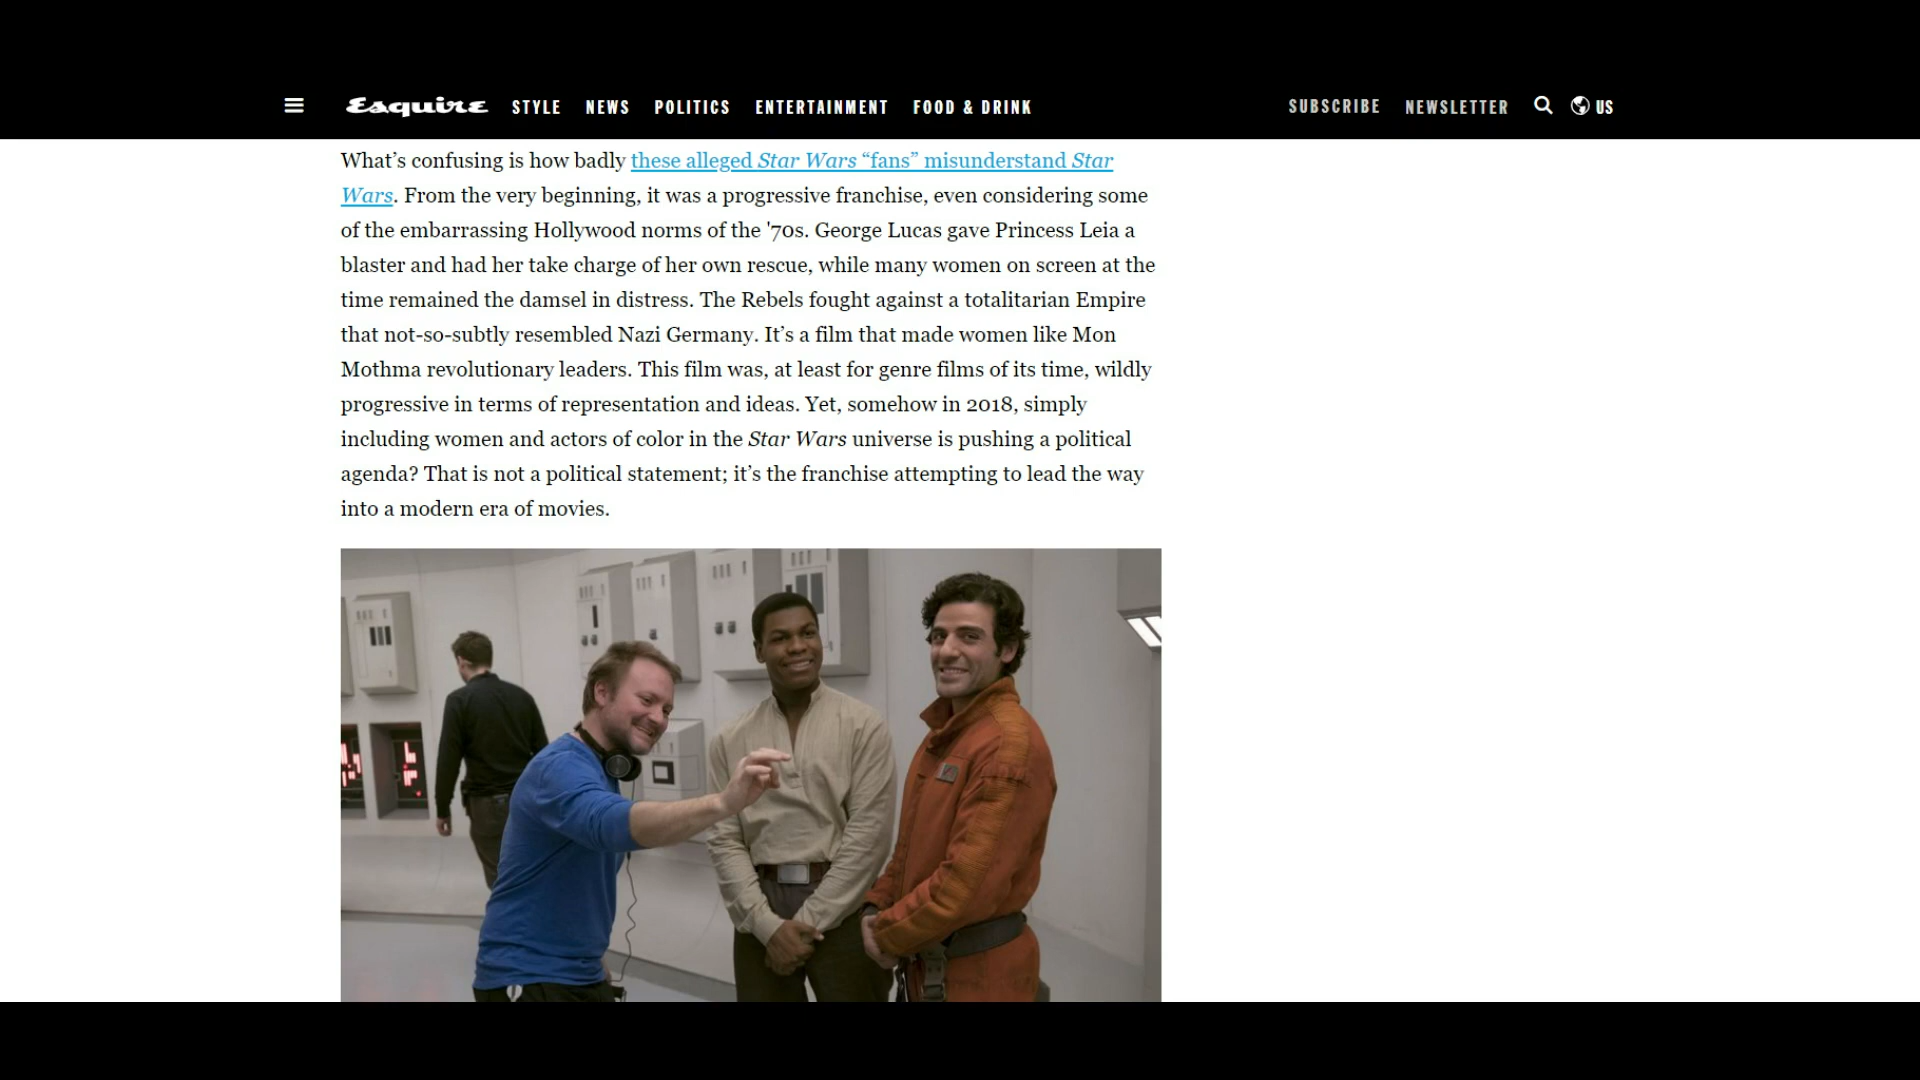 Esquire STYLE NEWS POLITICS ENTERTAINMENT FOOD & DRINK SUBSCRIBE NEWSLETTER US
What’s confusing is how badly these alleged Star Wars “fans” misunderstand Star
Wars. From the very beginning, it was a progressive franchise, even considering some
of the embarrassing Hollywood norms of the '70s. George Lucas gave Princess Leia a
blaster and had her take charge of her own rescue, while many women on screen at the
time remained the damsel in distress. The Rebels fought against a totalitarian Empire
that not-so-subtly resembled Nazi Germany. It’s a film that made women like Mon
Mothma revolutionary leaders. This film was, at least for genre films of its time, wildly
progressive in terms of representation and ideas. Yet, somehow in 2018, simply
including women and actors of color in the Star Wars universe is pushing a political
agenda? That is not a political statement; it’s the franchise attempting to lead the way
into a modern era of movies.